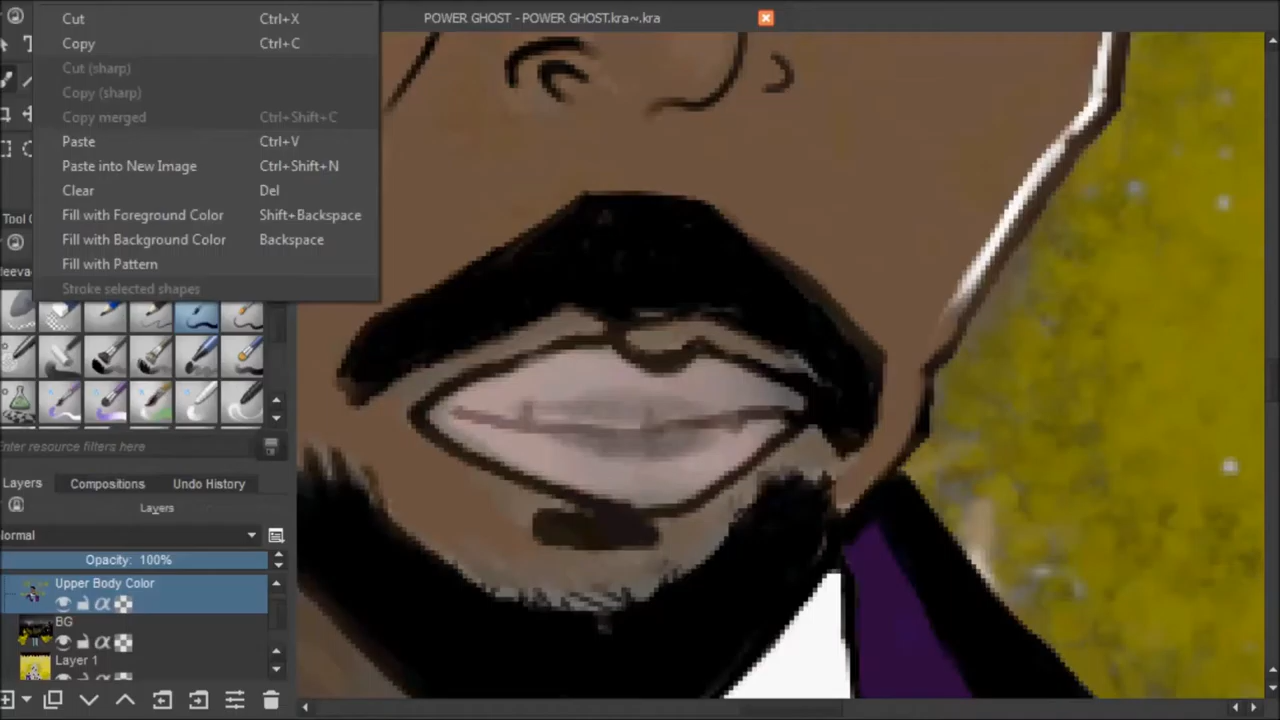 POWER GHOST - POWER GHOST.kra~.kra
Cut Ctrl+X
Copy Ctrl+C
Cut (sharp)
Copy (sharp)
Copy merged Ctrl+Shift+C
Paste Ctrl+V
Paste into New Image Ctrl+Shift+N
Clear Del
Fill with Foreground Color Shift+Backspace
Fill with Background Color Backspace
Fill with Pattern
Stroke selected shapes
Tool
Enter resource filters here
Layers Compositions Undo History
Layers
Normal
Opacity: 100%
Upper Body Color
BG
Layer 1